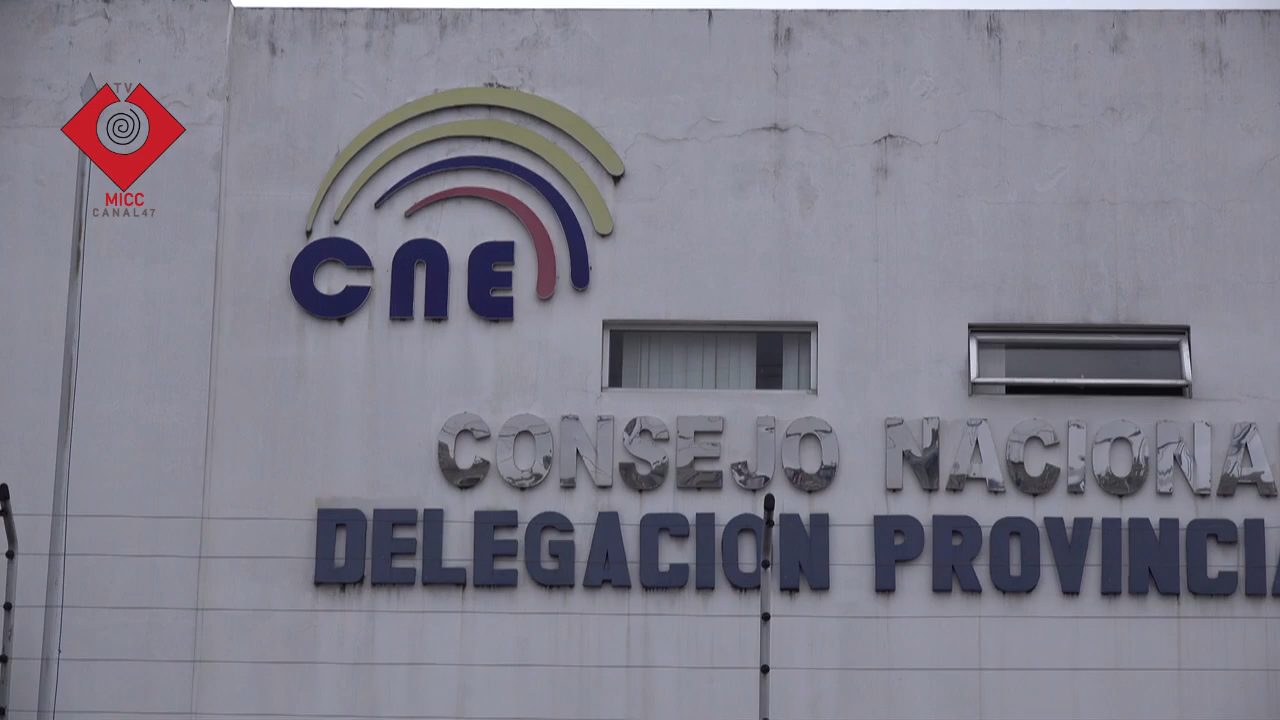 TV
MICC
CANAL47
CNE
CONSEJO NACIONA
DELEGACION PROVINCIA